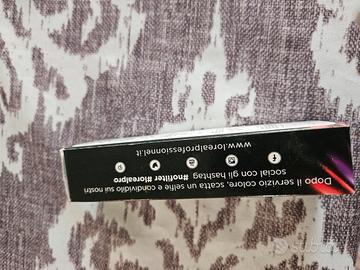 Dopo il servizio colore, scatta un selfie e condividilo sui nostri
social con gli hashtag #nofilter #lorealpro
www.lorealprofessionnel.it
Subito